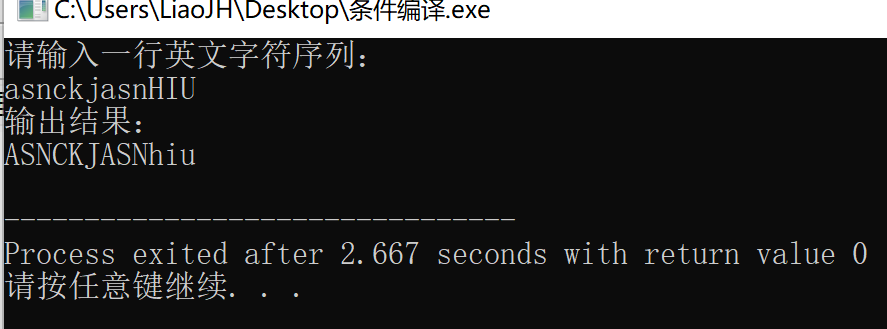 C:\Users\LiaoJH\Desktop\条件编译.exe
请输入一行英文字符序列：
asnckjasnHIU
输出结果：
ASNCKJASNhiu
--------------------------------
Process exited after 2.667 seconds with return value 0
请按任意键继续. . .